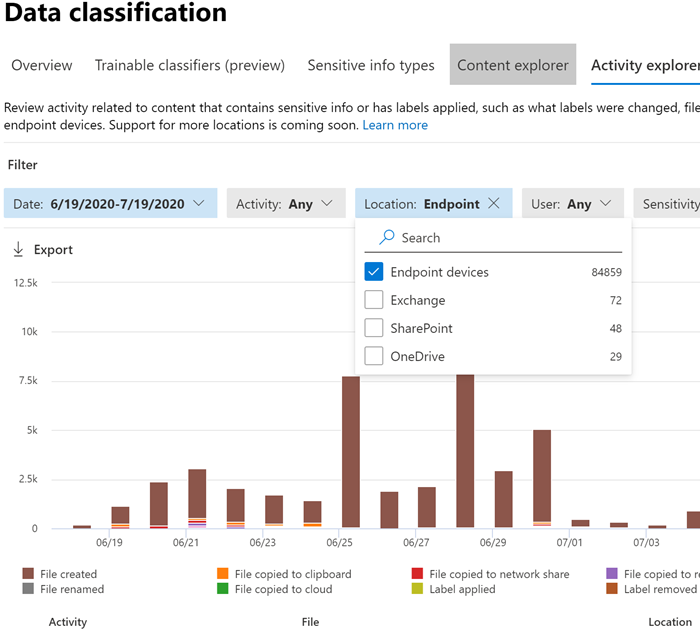 Data classification
Overview Trainable classifiers (preview) Sensitive info types Content explorer Activity explorer
Review activity related to content that contains sensitive info or has labels applied, such as what labels were changed, file
endpoint devices. Support for more locations is coming soon. Learn more
Filter
Date: 6/19/2020-7/19/2020 Activity: Any Location: Endpoint User: Any Sensitivity
Search
Export
Endpoint devices 84859
12.5k
Exchange 72
SharePoint 48
10k
OneDrive 29
7.5k
5k
2.5k
0
06/19 06/21 06/23 06/25 06/27 06/29 07/01 07/03
File created File copied to clipboard File copied to network share File copied to re
File renamed File copied to cloud Label applied Label removed
Activity File Location